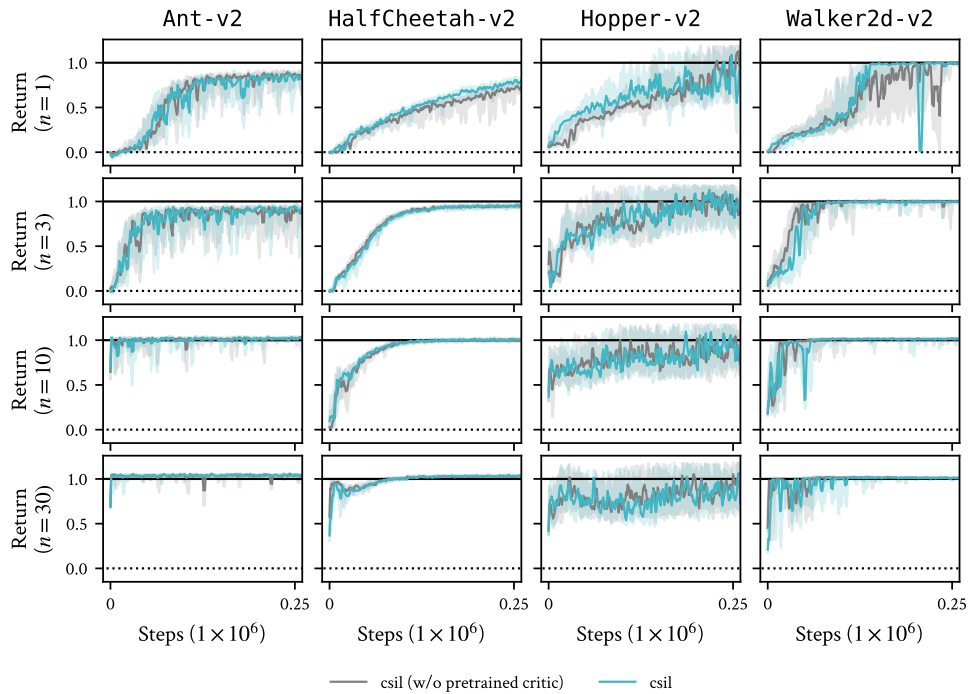 Ant-v2 HalfCheetah-v2 Hopper-v2 Walker2d-v2
Return
(n = 1)
1.0
0.5
0.0
Return
(n = 3)
1.0
0.5
0.0
Return
(n = 10)
1.0
0.5
0.0
Return
(n = 30)
1.0
0.5
0.0
0 0.25 0 0.25 0 0.25 0 0.25
Steps (1 × 10⁶) Steps (1 × 10⁶) Steps (1 × 10⁶) Steps (1 × 10⁶)
csil (w/o pretrained critic) csil